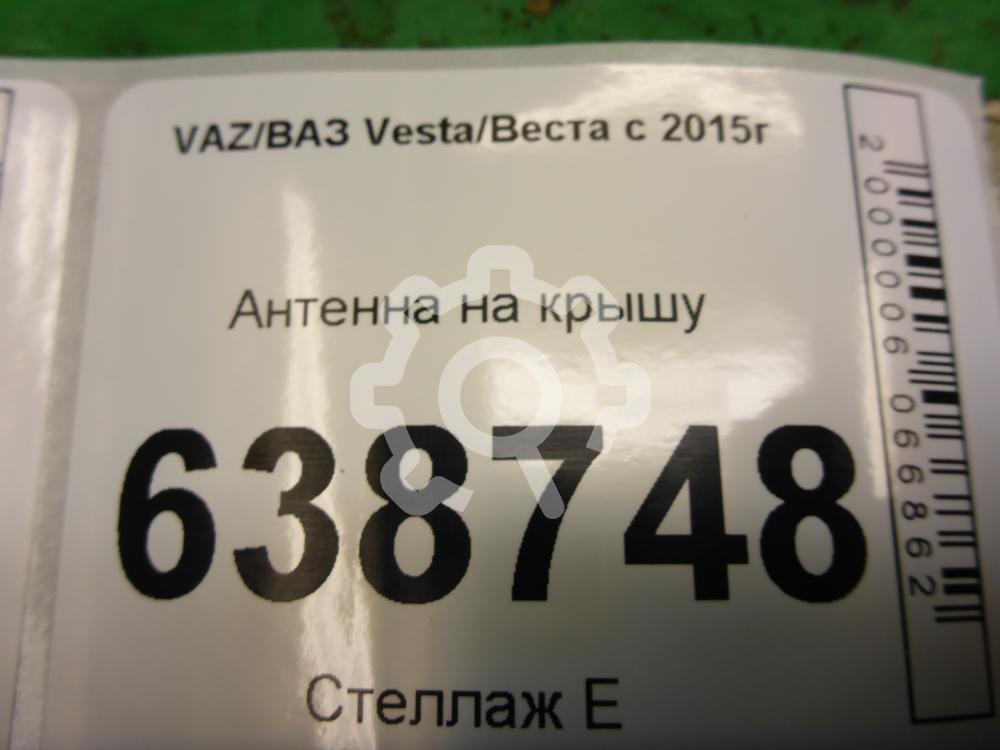 VAZ/ВАЗ Vesta/Веста с 2015г
Антенна на крышу
638748
Стеллаж Е
2000006066862